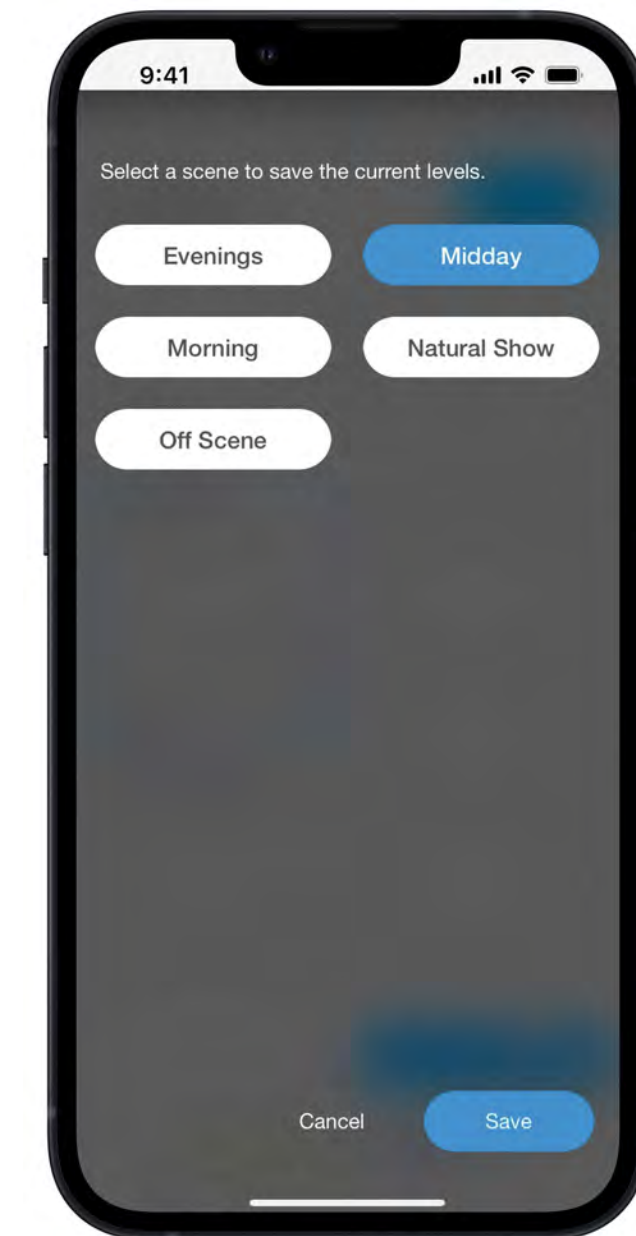 9:41
Select a scene to save the current levels.
Evenings
Midday
Morning
Natural Show
Off Scene
Cancel
Save